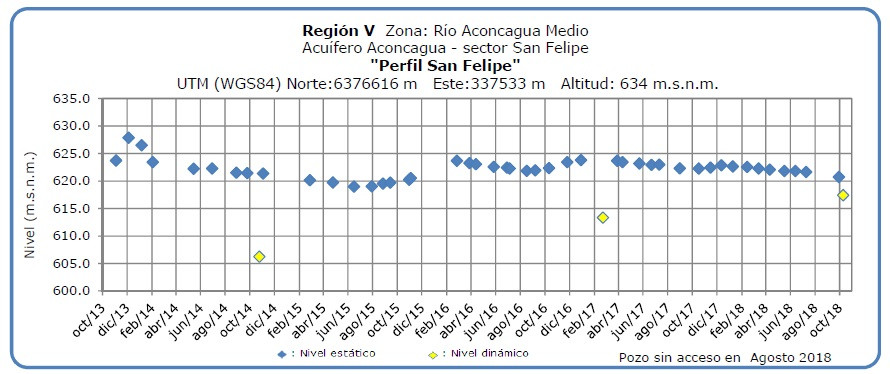 Región V Zona: Río Aconcagua Medio
Acuífero Aconcagua - sector San Felipe
"Perfil San Felipe"
UTM (WGS84) Norte:6376616 m Este:337533 m Altitud: 634 m.s.n.m.
635.0
630.0
625.0
620.0
615.0
610.0
605.0
600.0
Nivel (m.s.n.m.)
oct/13
dic/13
feb/14
abr/14
jun/14
ago/14
oct/14
dic/14
feb/15
abr/15
jun/15
ago/15
oct/15
dic/15
feb/16
abr/16
jun/16
ago/16
oct/16
dic/16
feb/17
abr/17
jun/17
ago/17
oct/17
dic/17
feb/18
abr/18
jun/18
ago/18
oct/18
: Nivel estático : Nivel dinámico
Pozo sin acceso en Agosto 2018